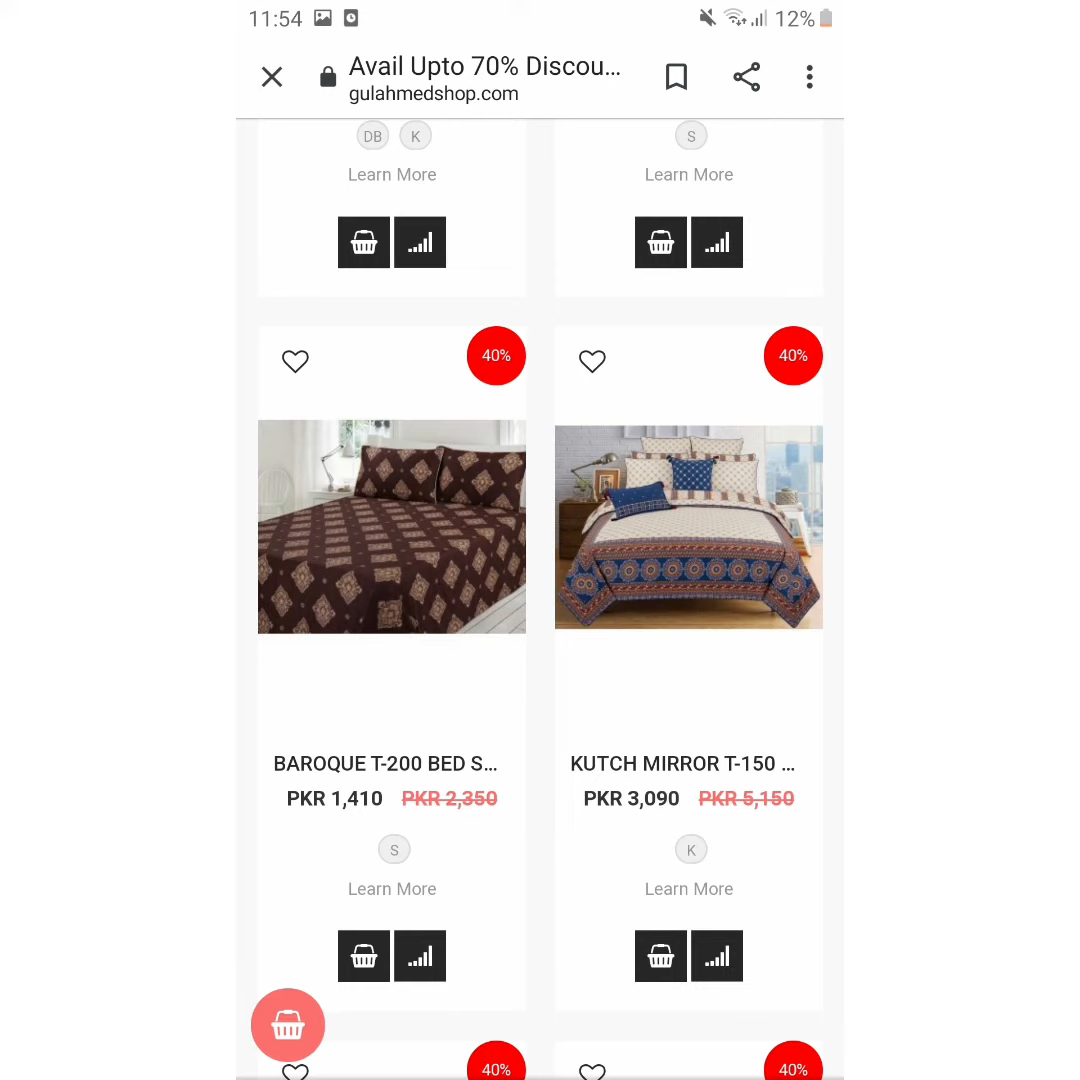 11:54
12%
Avail Upto 70% Discou...
gulahmedshop.com
DB K
S
Learn More
Learn More
40%
40%
BAROQUE T-200 BED S...
KUTCH MIRROR T-150 ...
PKR 1,410 PKR 2,350
PKR 3,090 PKR 5,150
S
K
Learn More
Learn More
40%
40%